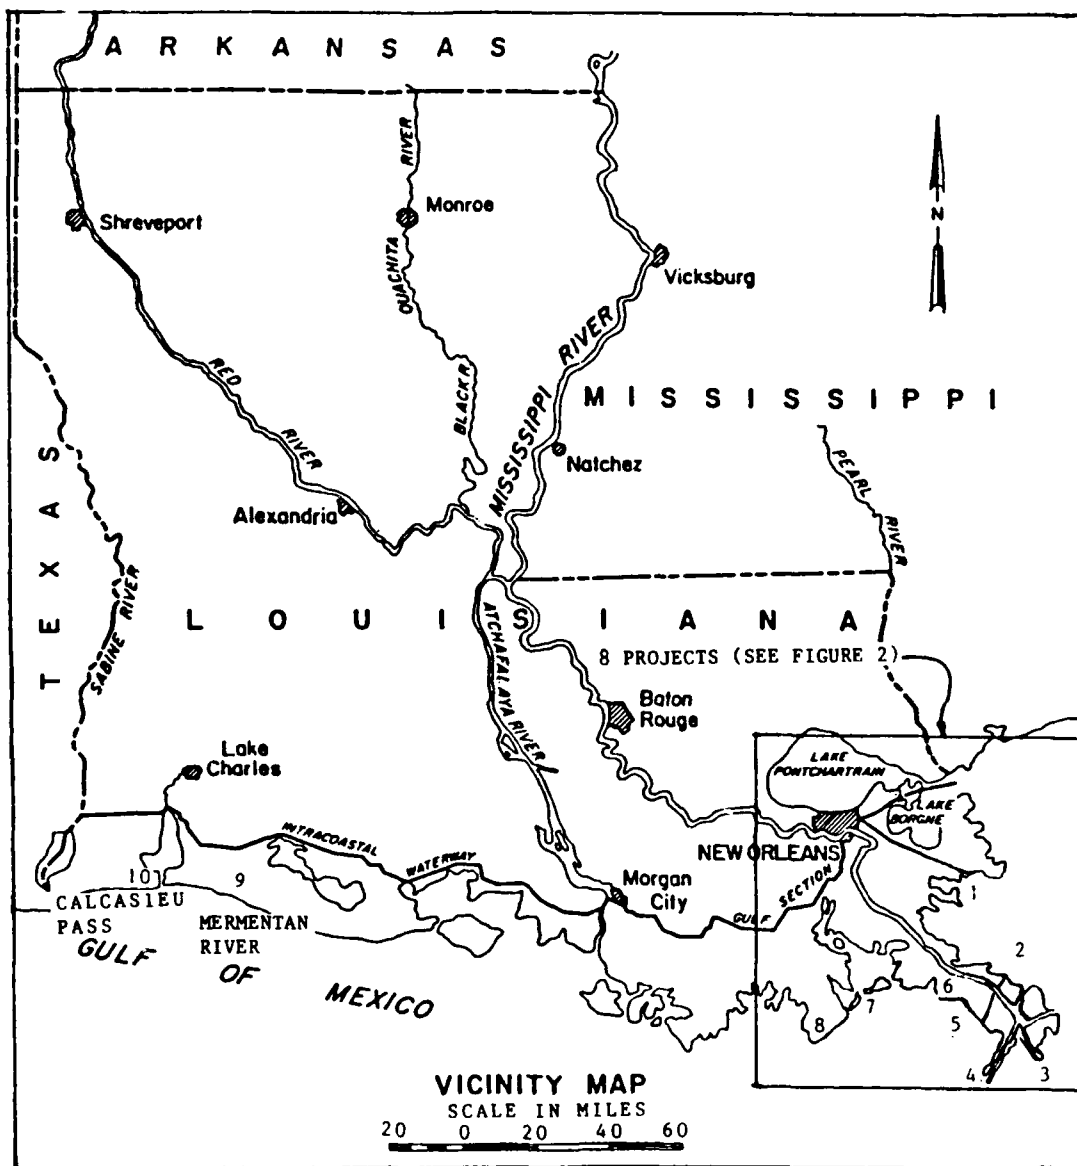 ARKANSAS
RIVER
Shreveport
Monroe
OUACHITA
N
Vicksburg
MISSISSIPPI RIVER
RED
RIVER
BLACK R.
MISSISSIPPI
Natchez
PEARL
RIVER
Alexandria
TEXAS
SABINE RIVER
LOUISIANA
ATCHAFALAYA RIVER
8 PROJECTS (SEE FIGURE 2)
Baton
Rouge
Lake
Charles
LAKE
PONTCHARTRAIN
LAKE
BORGNE
INTRACOASTAL
WATERWAY
NEW ORLEANS
Morgan
City
GULF
SECTION
1
10
9
CALCASIEU
PASS
MERMENTAN
RIVER
GULF
OF
MEXICO
2
6
7
8
5
4
3
VICINITY MAP
SCALE IN MILES
20 0 20 40 60